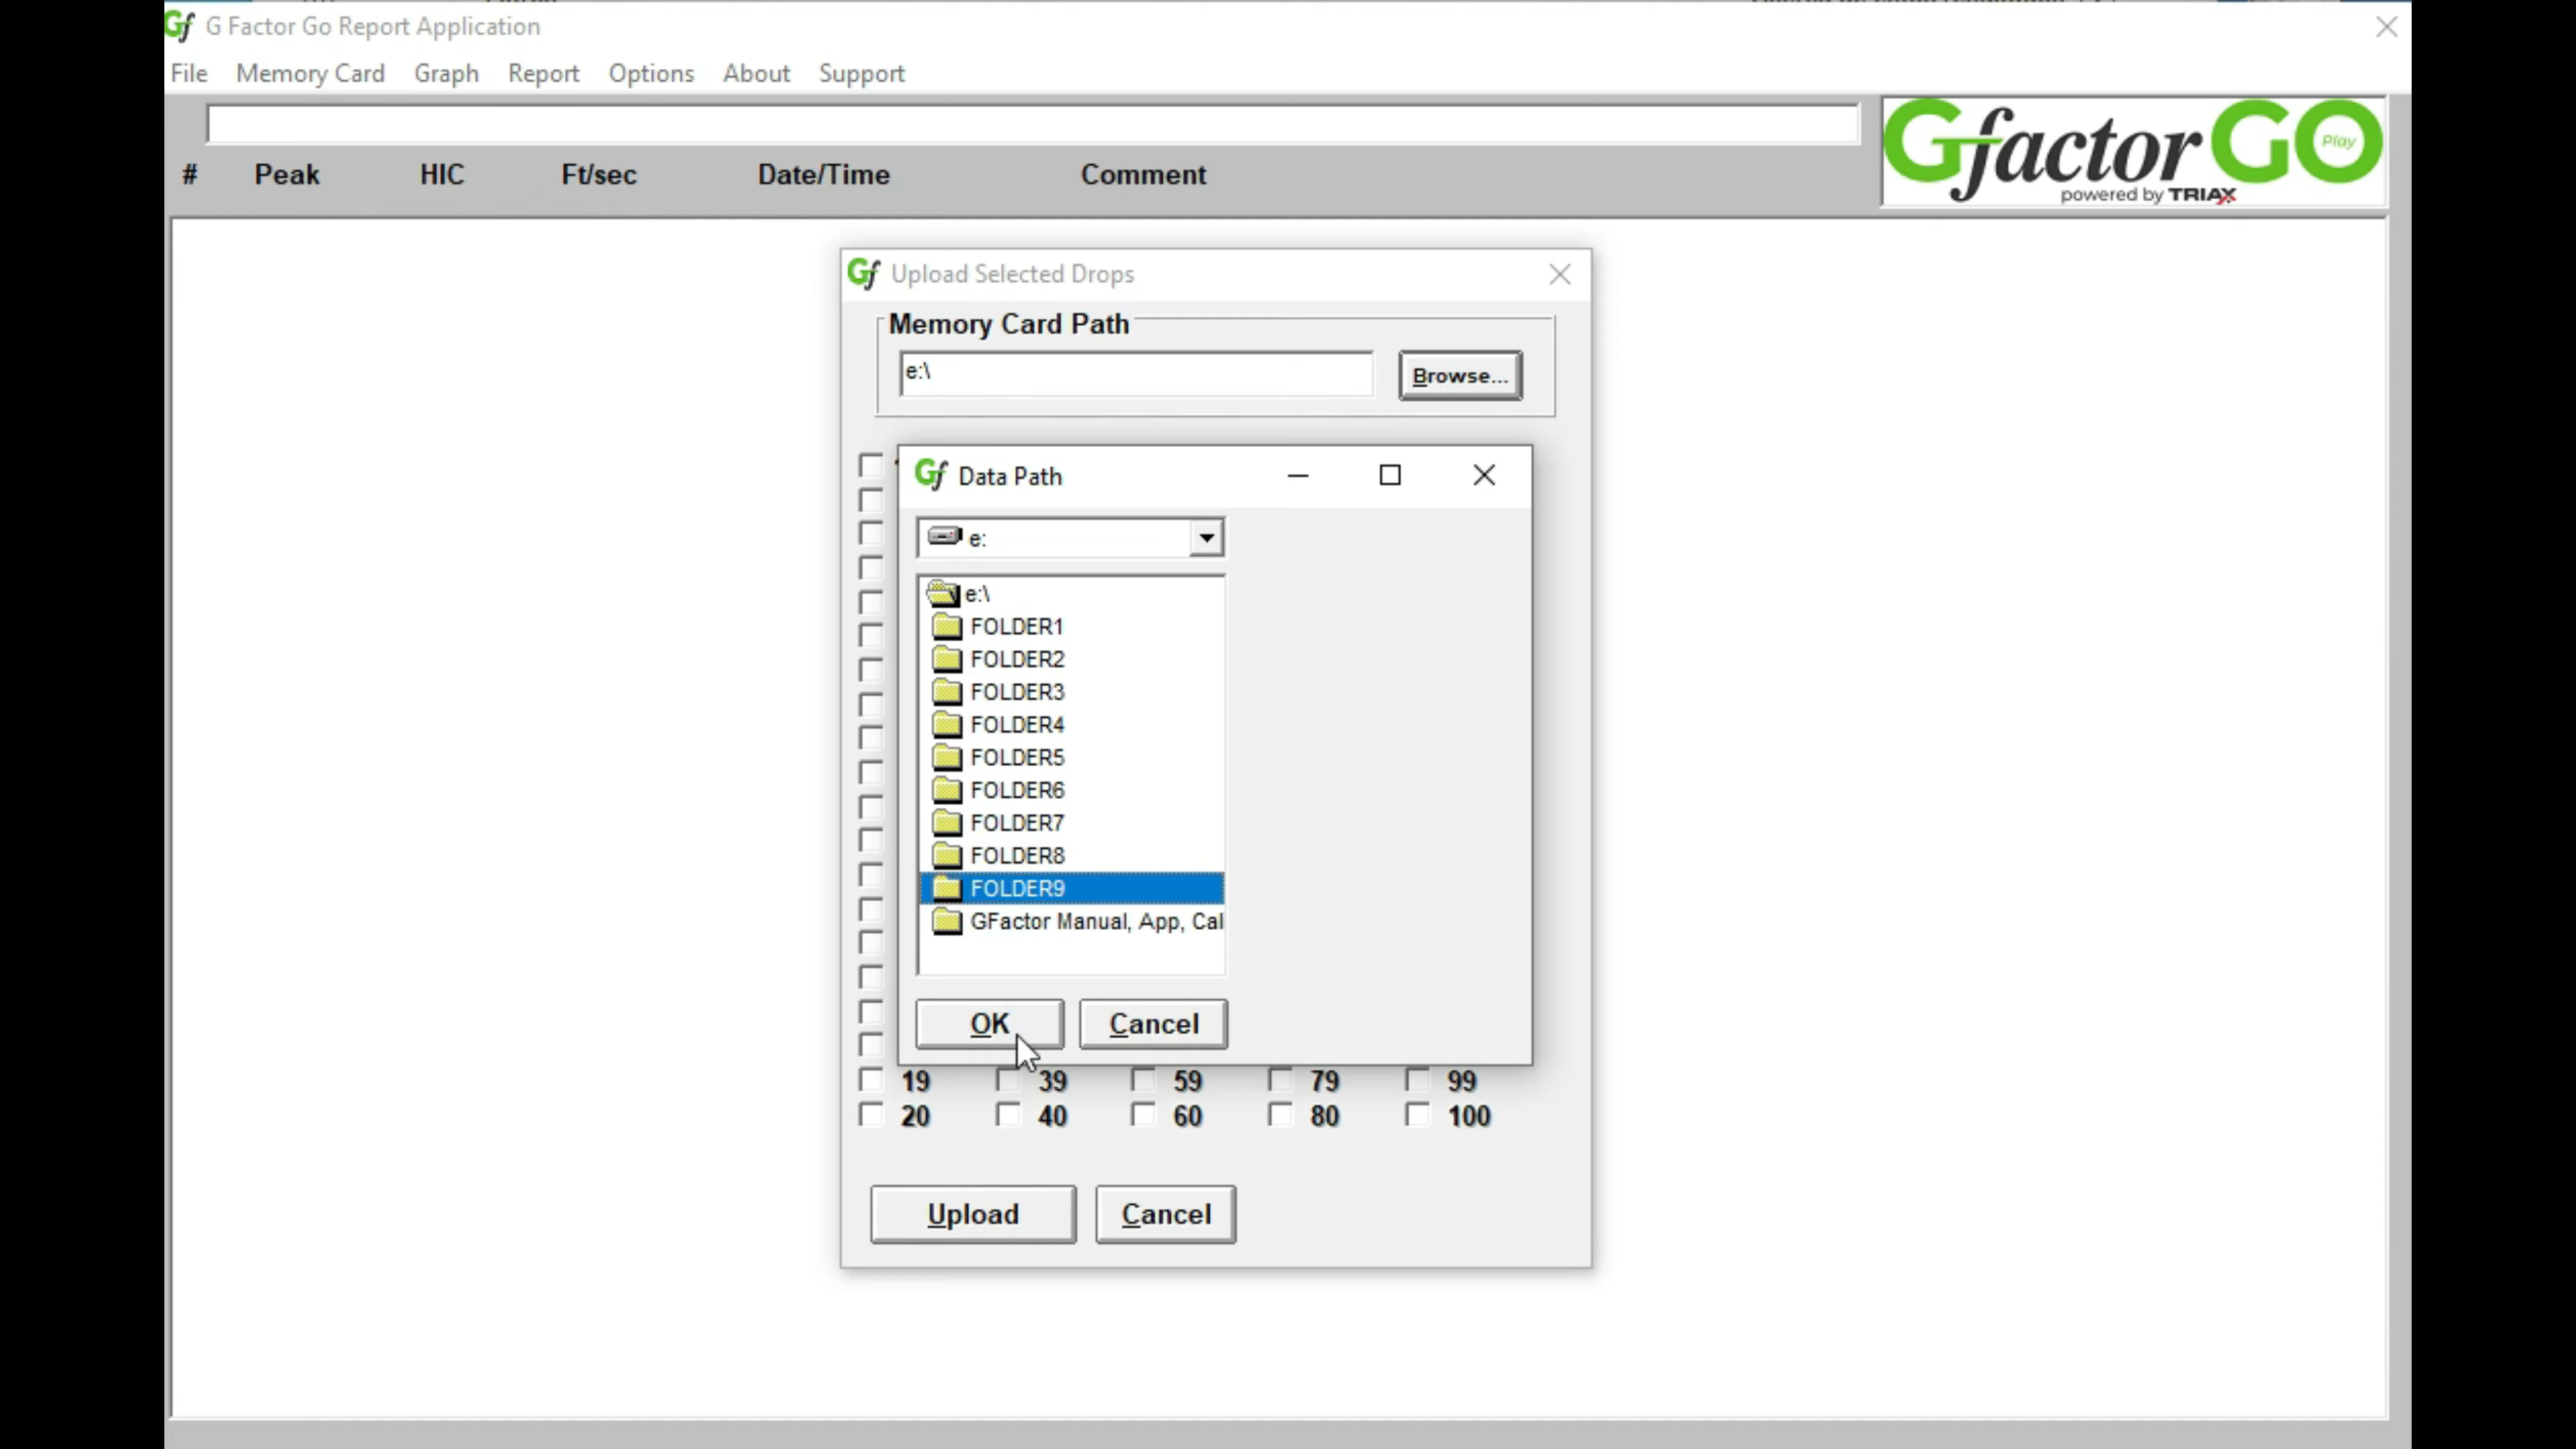 G Factor Go Report Application
File Memory Card Graph Report Options About Support
GfactorGO Play
powered by TRIAX
# Peak HIC Ft/sec Date/Time Comment
Upload Selected Drops
Memory Card Path
e:\
Browse...
Data Path
e:
e:\
FOLDER1
FOLDER2
FOLDER3
FOLDER4
FOLDER5
FOLDER6
FOLDER7
FOLDER8
FOLDER9
GFactor Manual, App, Cal
OK Cancel
19 39 59 79 99
20 40 60 80 100
Upload Cancel